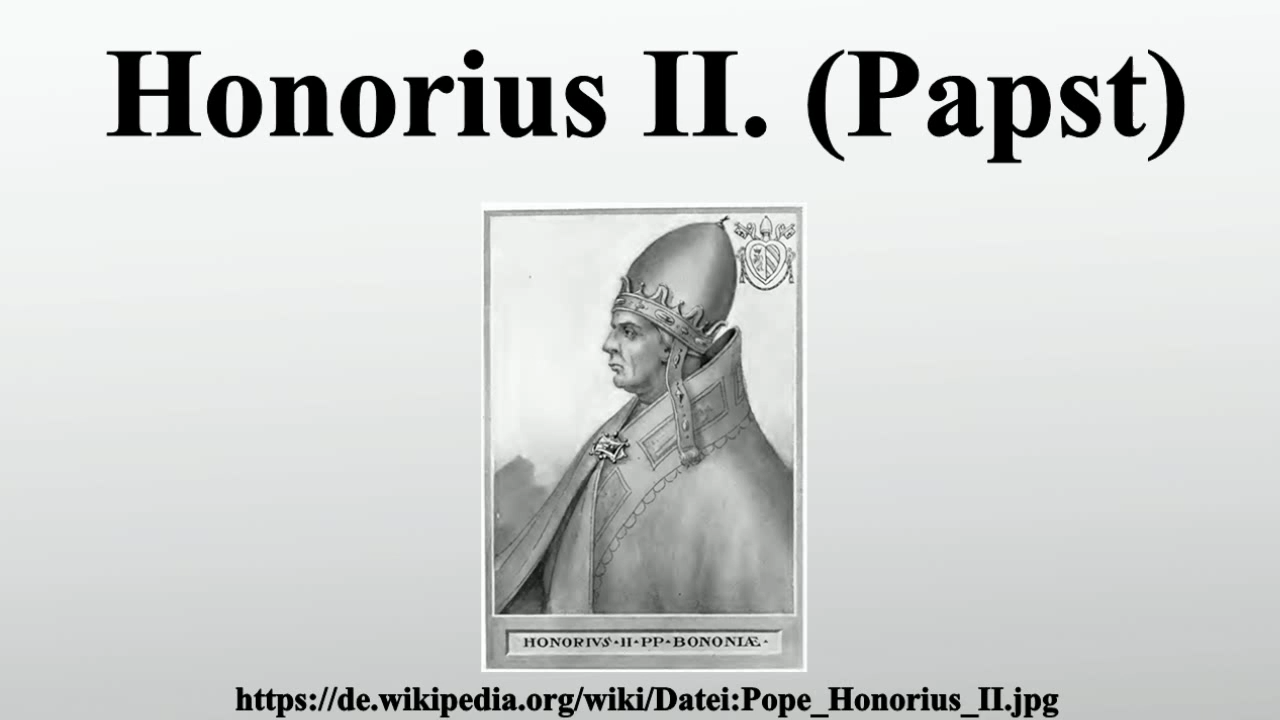 Honorius II. (Papst)
HONORIVS·II·PP·BONONIÆ·
https://de.wikipedia.org/wiki/Datei:Pope_Honorius_II.jpg